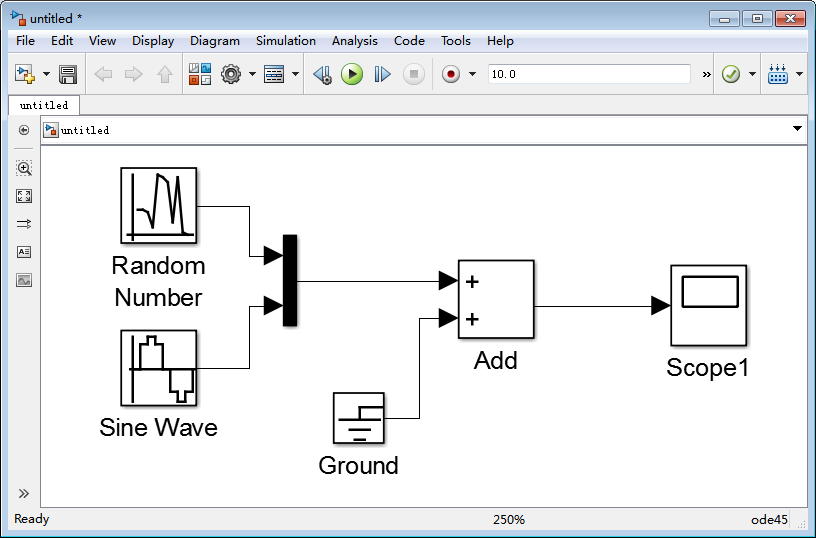 untitled *
File Edit View Display Diagram Simulation Analysis Code Tools Help
10.0 »
untitled
untitled
Random
Number
Sine Wave
+
+
Add
Ground
Scope1
Ready 250% ode45